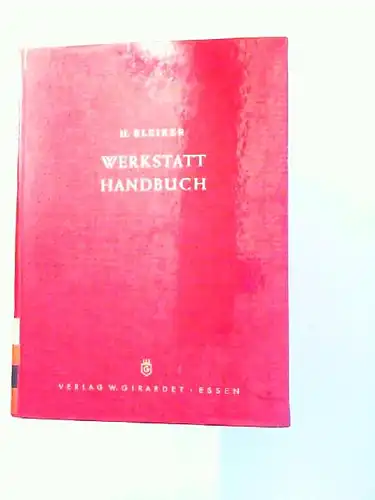 H. BLEIKER
WERKSTATT
HANDBUCH
G
VERLAG W. GIRARDET · ESSEN